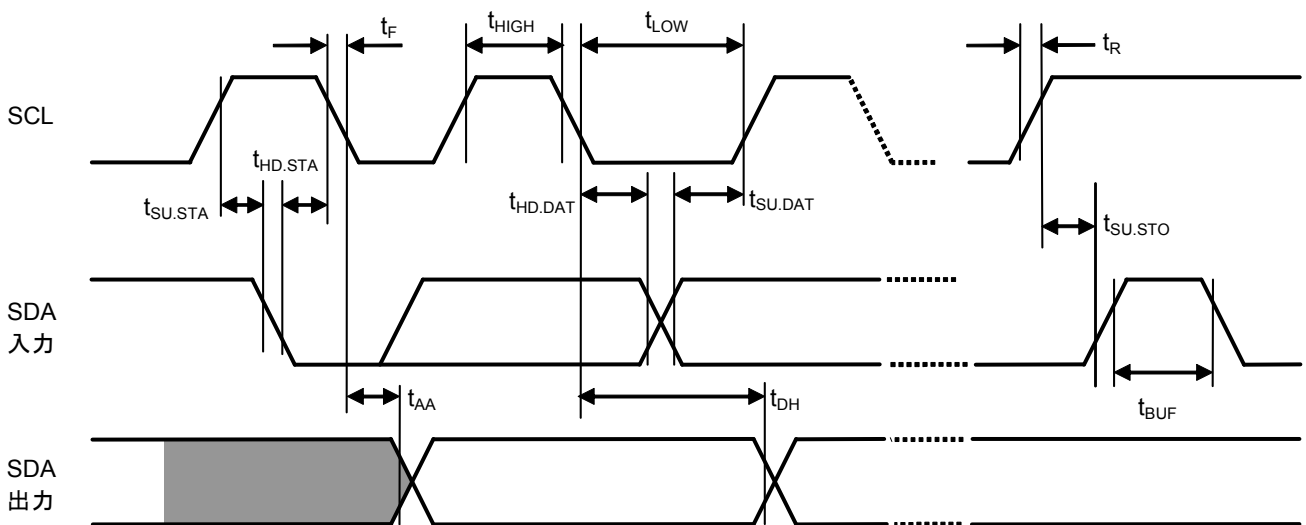 tF
tHIGH
tLOW
tR
SCL
tHD.STA
tSU.STA
tHD.DAT
tSU.DAT
tSU.STO
SDA
入力
tAA
tDH
tBUF
SDA
出力